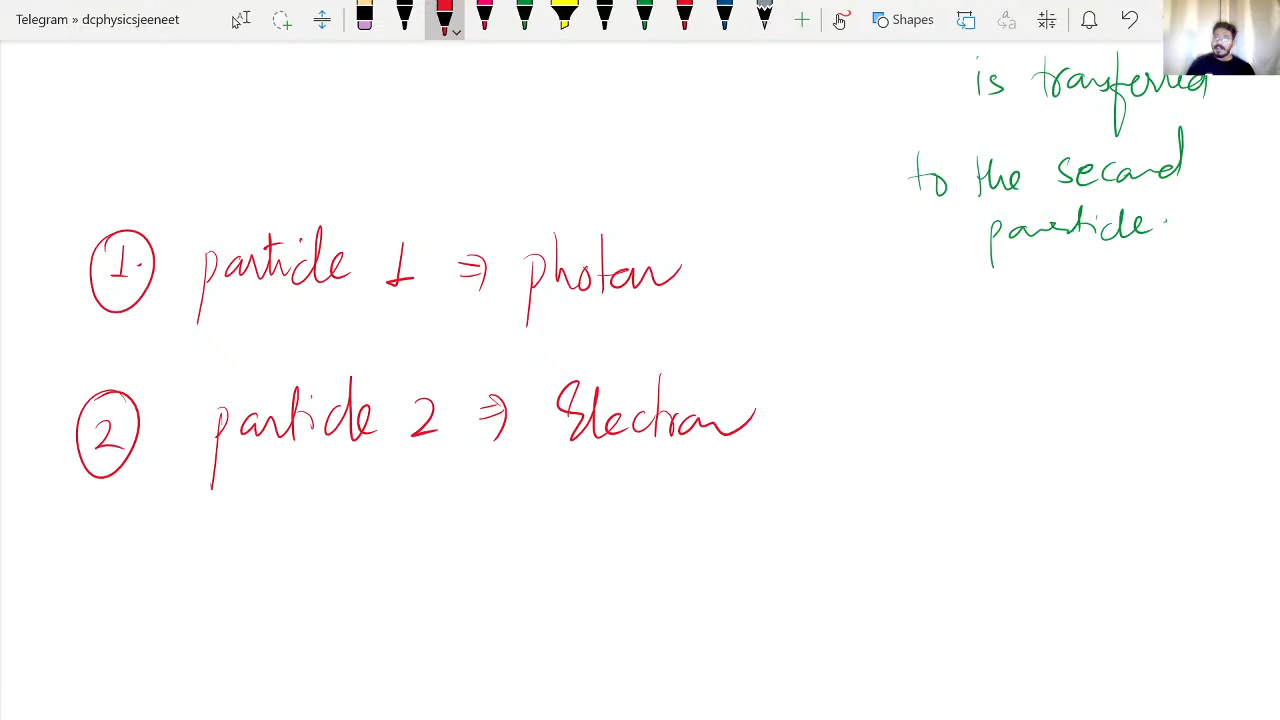 Telegram » dcphysicsjeeneet
Shapes
is transferred
to the second
particle.
1. particle 1 ⇒ photon
2 particle 2 ⇒ Electron